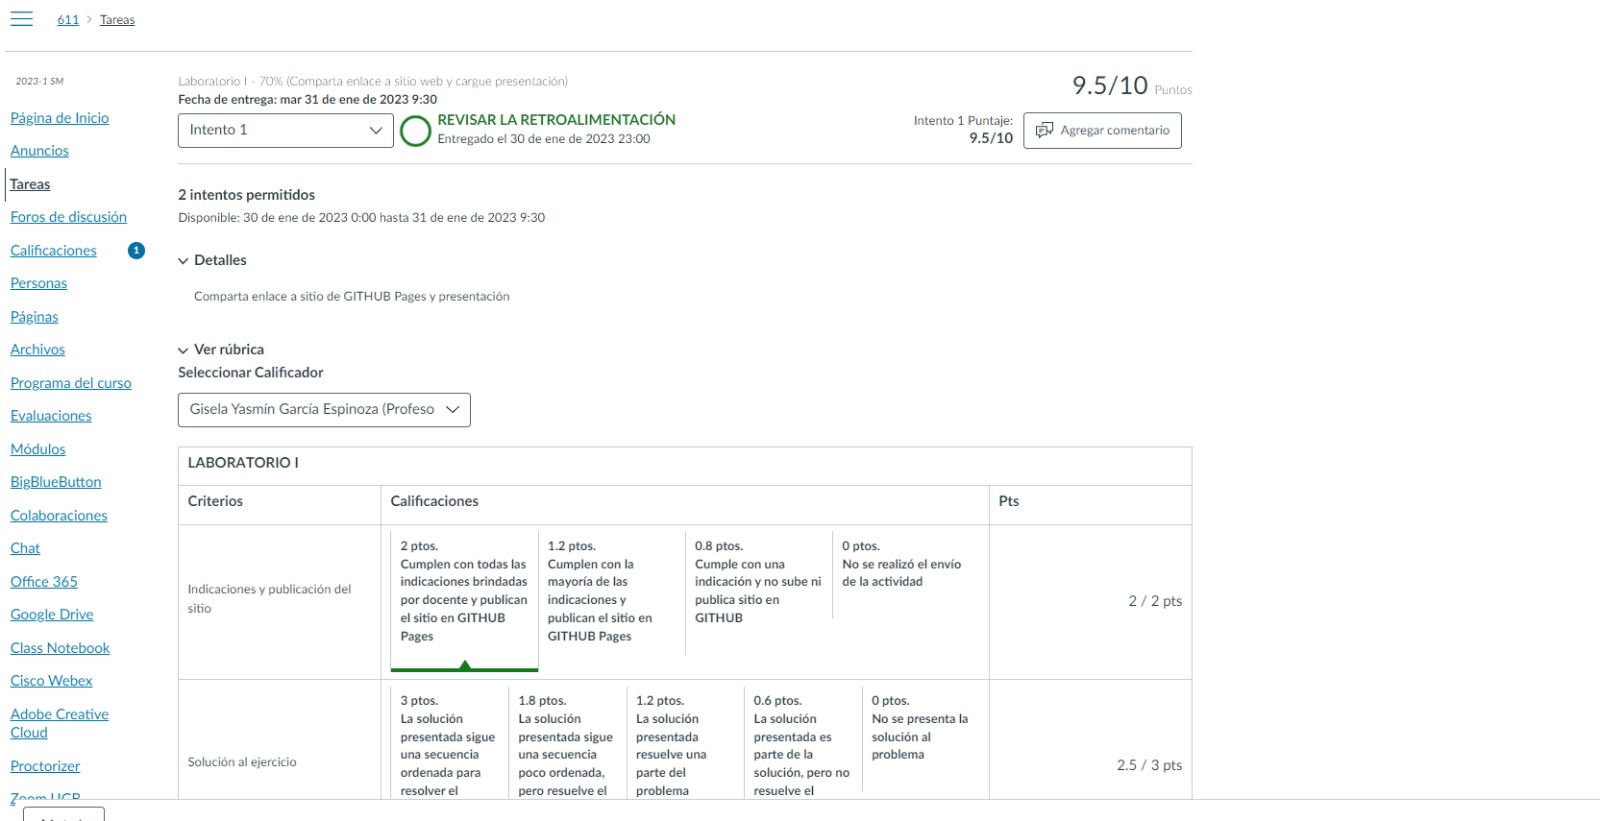 611 > Tareas
2023-1 SM
Página de Inicio
Anuncios
Tareas
Foros de discusión
Calificaciones 1
Personas
Páginas
Archivos
Programa del curso
Evaluaciones
Módulos
BigBlueButton
Colaboraciones
Chat
Office 365
Google Drive
Class Notebook
Cisco Webex
Adobe Creative
Cloud
Proctorizer
Laboratorio I - 70% (Comparta enlace a sitio web y cargue presentación)
Fecha de entrega: mar 31 de ene de 2023 9:30
9.5/10 Puntos
Intento 1
REVISAR LA RETROALIMENTACIÓN
Entregado el 30 de ene de 2023 23:00
Intento 1 Puntaje:
9.5/10
Agregar comentario
2 intentos permitidos
Disponible: 30 de ene de 2023 0:00 hasta 31 de ene de 2023 9:30
Detalles
Comparta enlace a sitio de GITHUB Pages y presentación
Ver rúbrica
Seleccionar Calificador
Gisela Yasmín García Espinoza (Profeso
LABORATORIO I
Criterios
Calificaciones
Pts
Indicaciones y publicación del
sitio
2 ptos.
Cumplen con todas las
indicaciones brindadas
por docente y publican
el sitio en GITHUB
Pages
1.2 ptos.
Cumplen con la
mayoría de las
indicaciones y
publican el sitio en
GITHUB Pages
0.8 ptos.
Cumple con una
indicación y no sube ni
publica sitio en
GITHUB
0 ptos.
No se realizó el envío
de la actividad
2 / 2 pts
Solución al ejercicio
3 ptos.
La solución
presentada sigue
una secuencia
ordenada para
resolver el
1.8 ptos.
La solución
presentada sigue
una secuencia
poco ordenada,
pero resuelve el
1.2 ptos.
La solución
presentada
resuelve una
parte del
problema
0.6 ptos.
La solución
presentada es
parte de la
solución, pero no
resuelve el
0 ptos.
No se presenta la
solución al
problema
2.5 / 3 pts